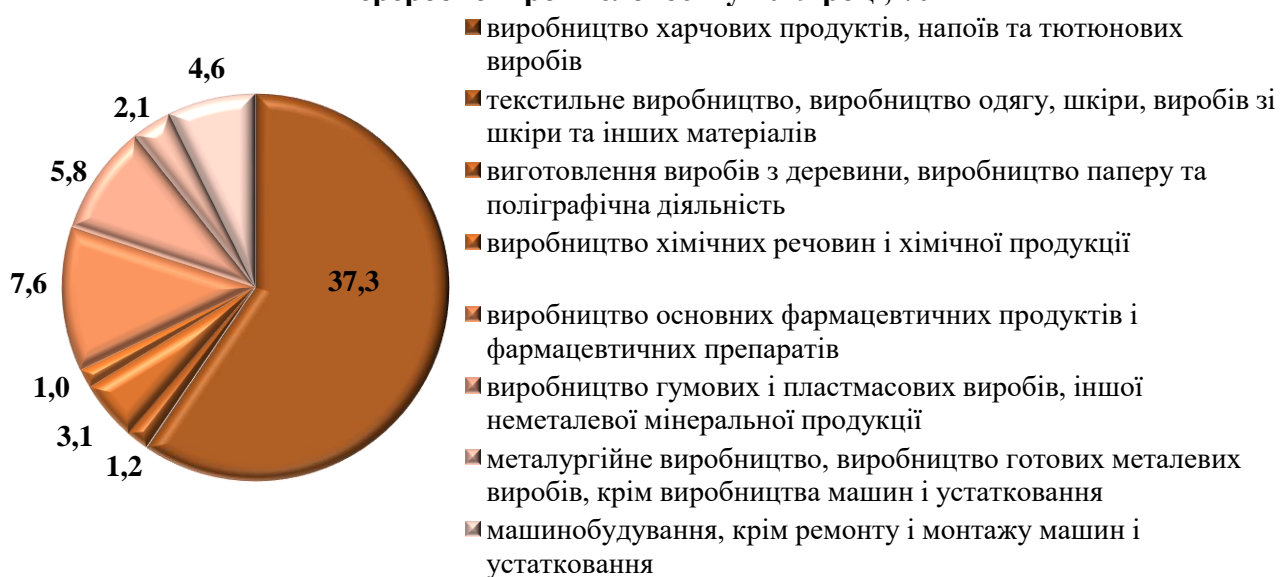 виробництво харчових продуктів, напоїв та тютюнових
виробів
текстильне виробництво, виробництво одягу, шкіри, виробів зі
шкіри та інших матеріалів
виготовлення виробів з деревини, виробництво паперу та
поліграфічна діяльність
виробництво хімічних речовин і хімічної продукції
виробництво основних фармацевтичних продуктів і
фармацевтичних препаратів
виробництво гумових і пластмасових виробів, іншої
неметалевої мінеральної продукції
металургійне виробництво, виробництво готових металевих
виробів, крім виробництва машин і устатковання
машинобудування, крім ремонту і монтажу машин і
устатковання
4,6
2,1
5,8
7,6
1,0
3,1
1,2
37,3